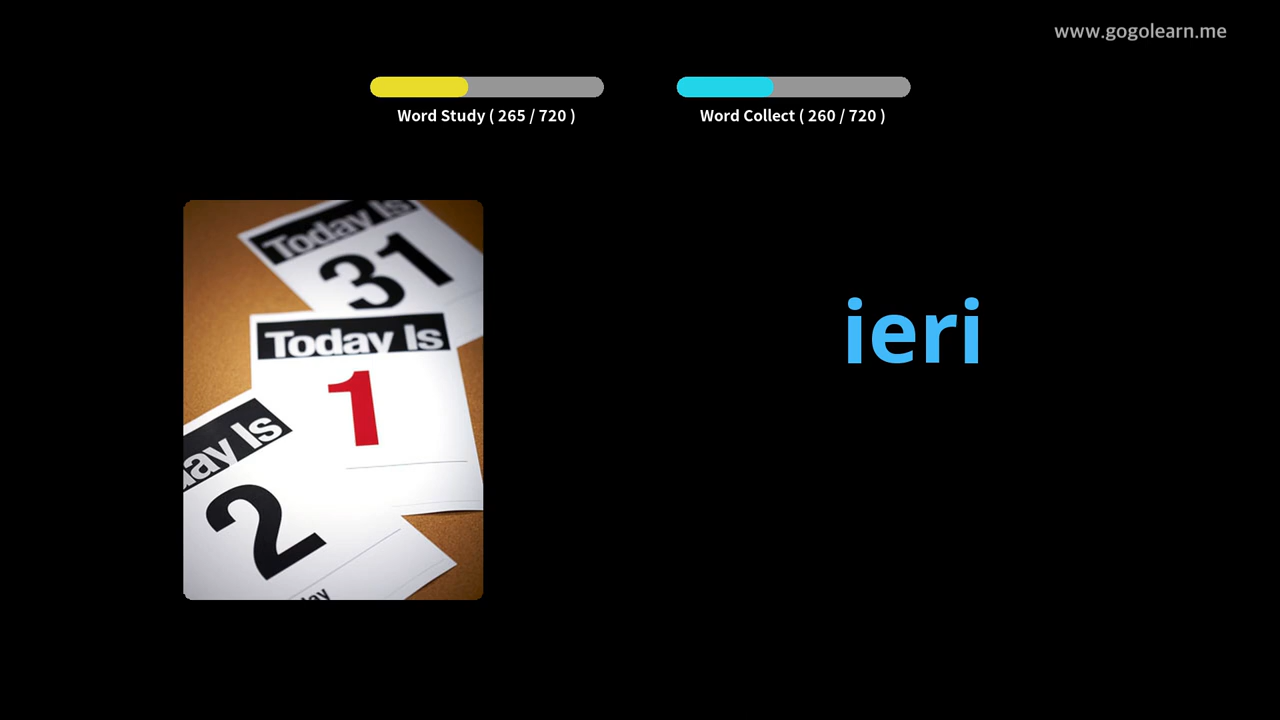 www.gogolearn.me
Word Study ( 265 / 720 )
Word Collect ( 260 / 720 )
Today Is
31
Today Is
1
ay Is
2
day
ieri